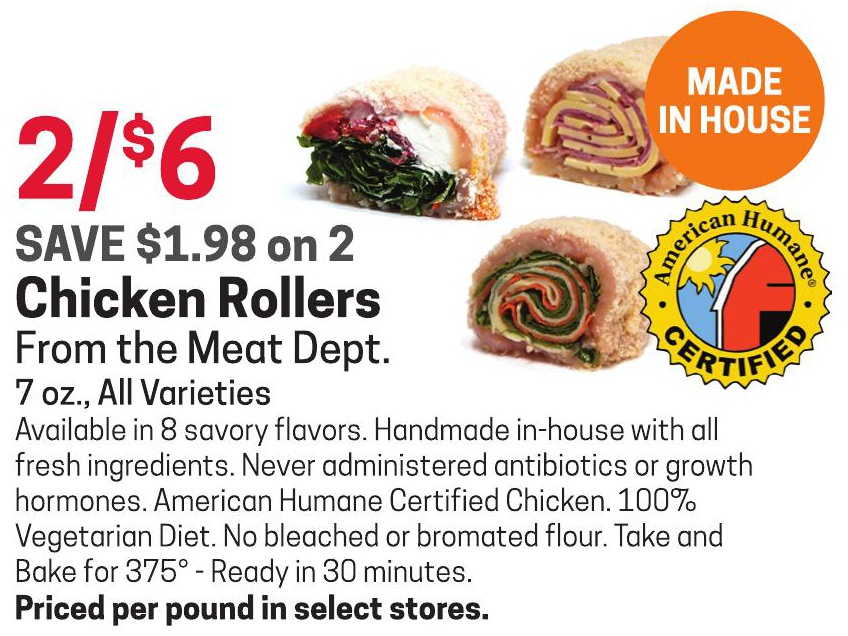 MADE
IN HOUSE
2/$6
SAVE $1.98 on 2
Chicken Rollers
From the Meat Dept.
7 oz., All Varieties
Available in 8 savory flavors. Handmade in-house with all
fresh ingredients. Never administered antibiotics or growth
hormones. American Humane Certified Chicken. 100%
Vegetarian Diet. No bleached or bromated flour. Take and
Bake for 375° - Ready in 30 minutes.
Priced per pound in select stores.
American Humane®
CERTIFIED